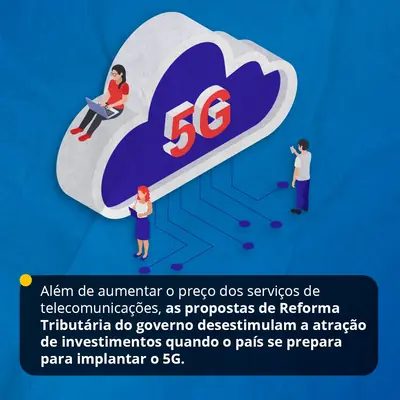 5G
Além de aumentar o preço dos serviços de
telecomunicações, as propostas de Reforma
Tributária do governo desestimulam a atração
de investimentos quando o país se prepara
para implantar o 5G.